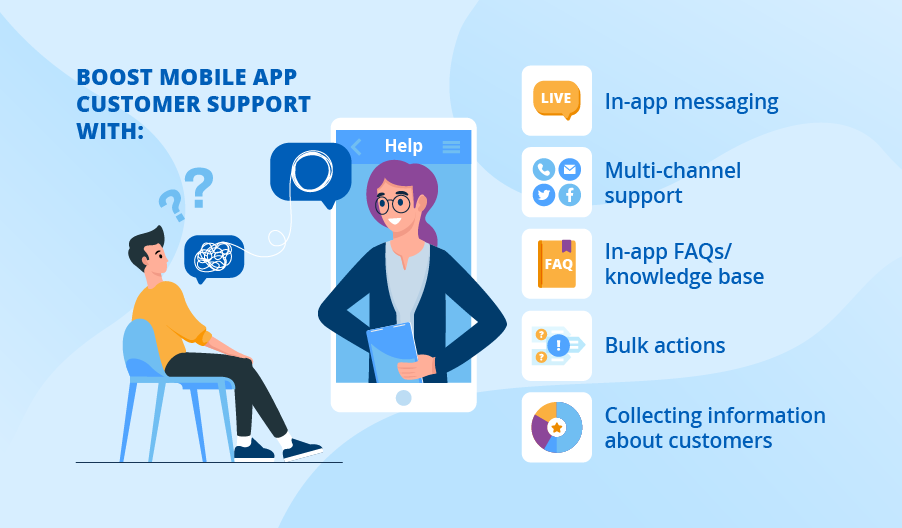 BOOST MOBILE APP
CUSTOMER SUPPORT
WITH:
? ?
Help
LIVE
In-app messaging
Multi-channel
support
FAQ
In-app FAQs/
knowledge base
?
!
?
Bulk actions
Collecting information
about customers